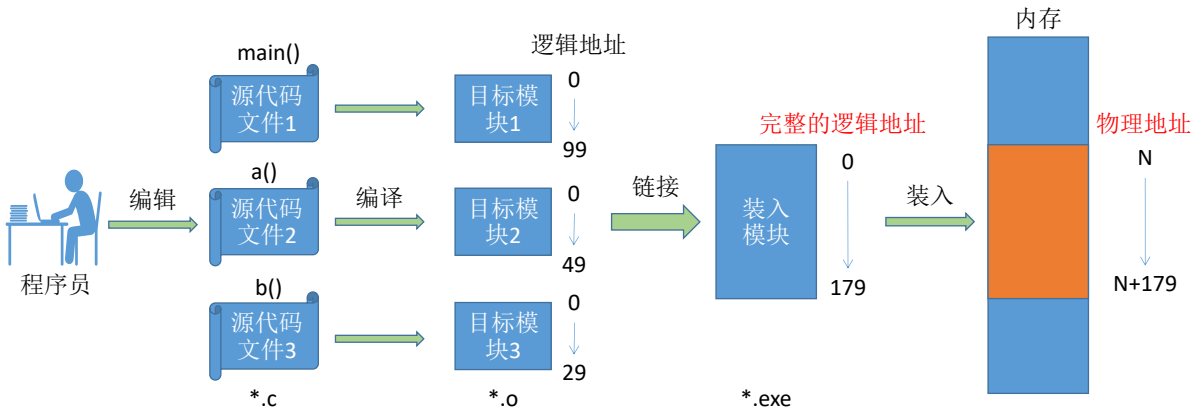 main()
源代码
文件1
程序员
编辑
a()
源代码
文件2
b()
源代码
文件3
*.c
编译
逻辑地址
目标模
块1
0
99
目标模
块2
0
49
目标模
块3
0
29
*.o
链接
完整的逻辑地址
装入
模块
0
179
*.exe
装入
内存
物理地址
N
N+179